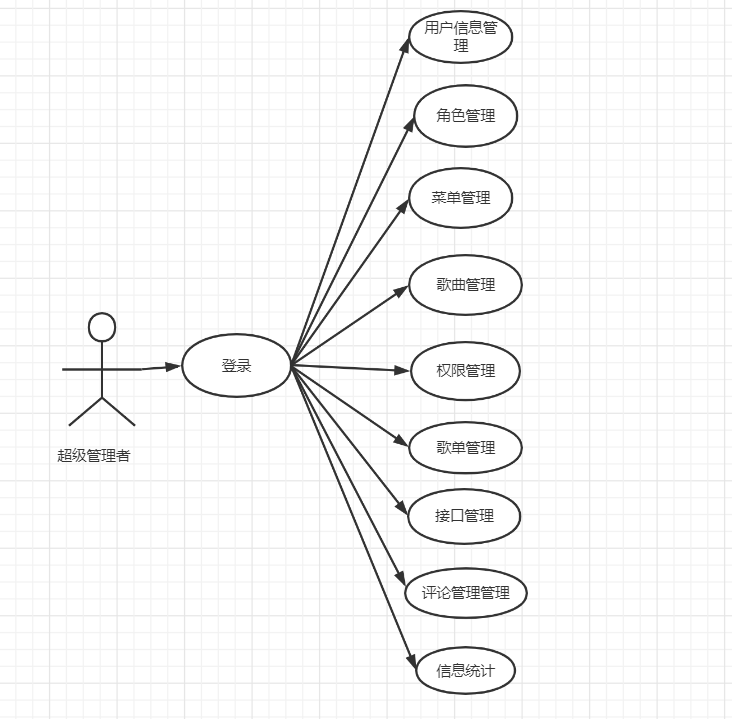 用户信息管
理
角色管理
菜单管理
歌曲管理
登录
权限管理
超级管理者
歌单管理
接口管理
评论管理管理
信息统计